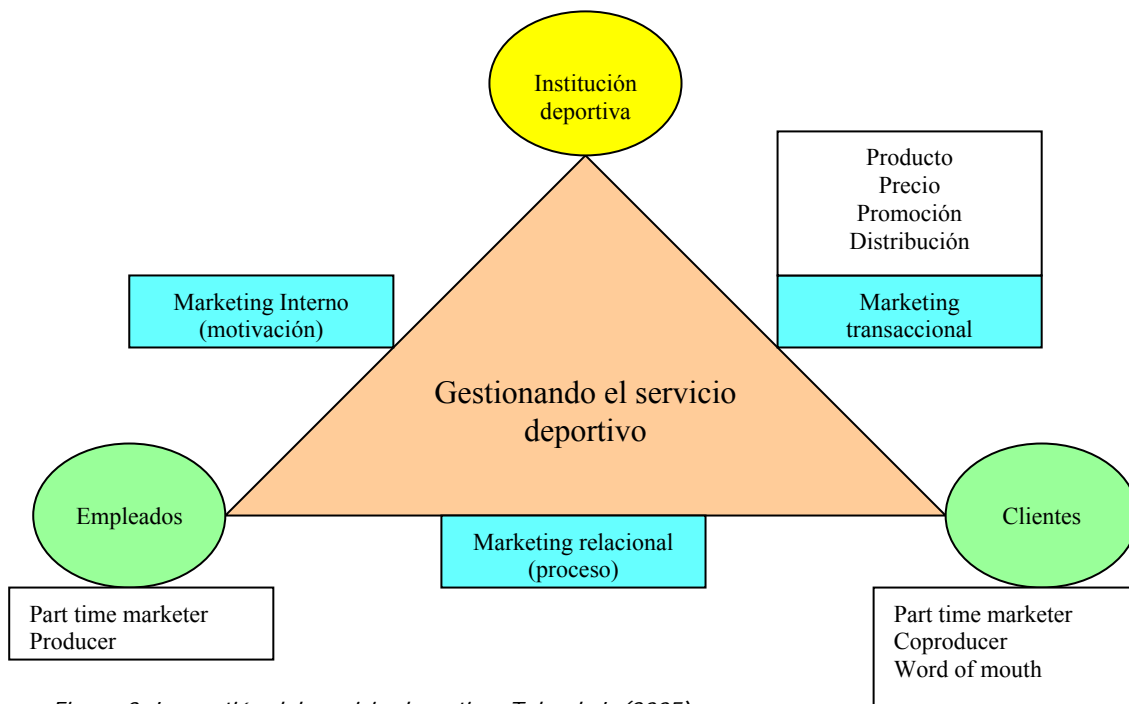 Institución
deportiva
Producto
Precio
Promoción
Distribución
Marketing Interno
(motivación)
Marketing
transaccional
Gestionando el servicio
deportivo
Empleados
Clientes
Marketing relacional
(proceso)
Part time marketer
Producer
Part time marketer
Coproducer
Word of mouth
(2005)